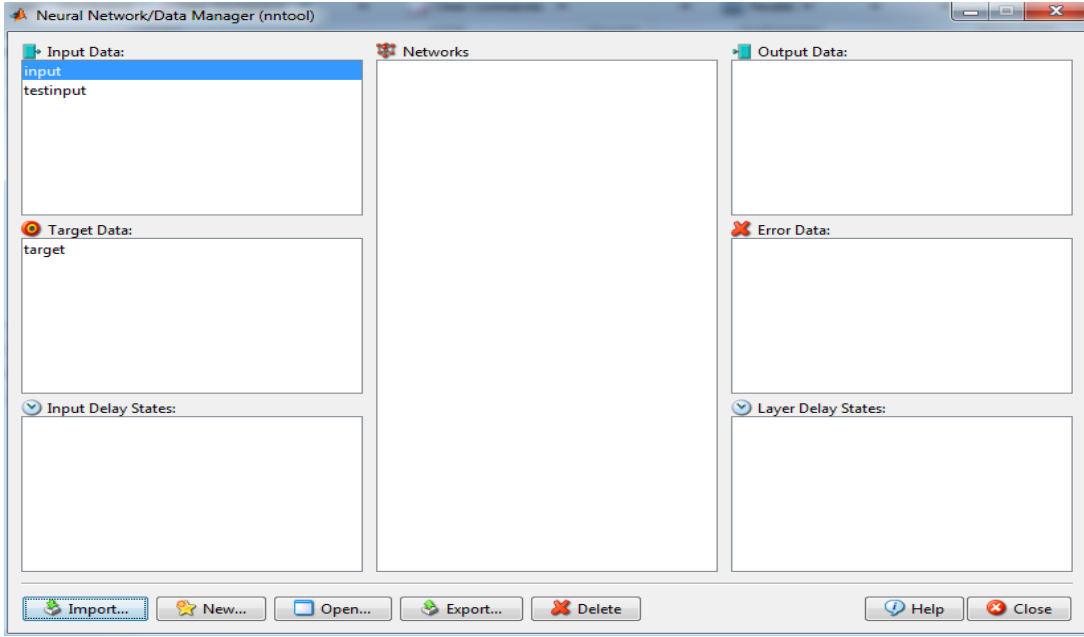 Neural Network/Data Manager (nntool)
Input Data:
input
testinput
Networks
Output Data:
Target Data:
target
Error Data:
Input Delay States:
Layer Delay States:
Import...
New...
Open...
Export...
Delete
Help
Close